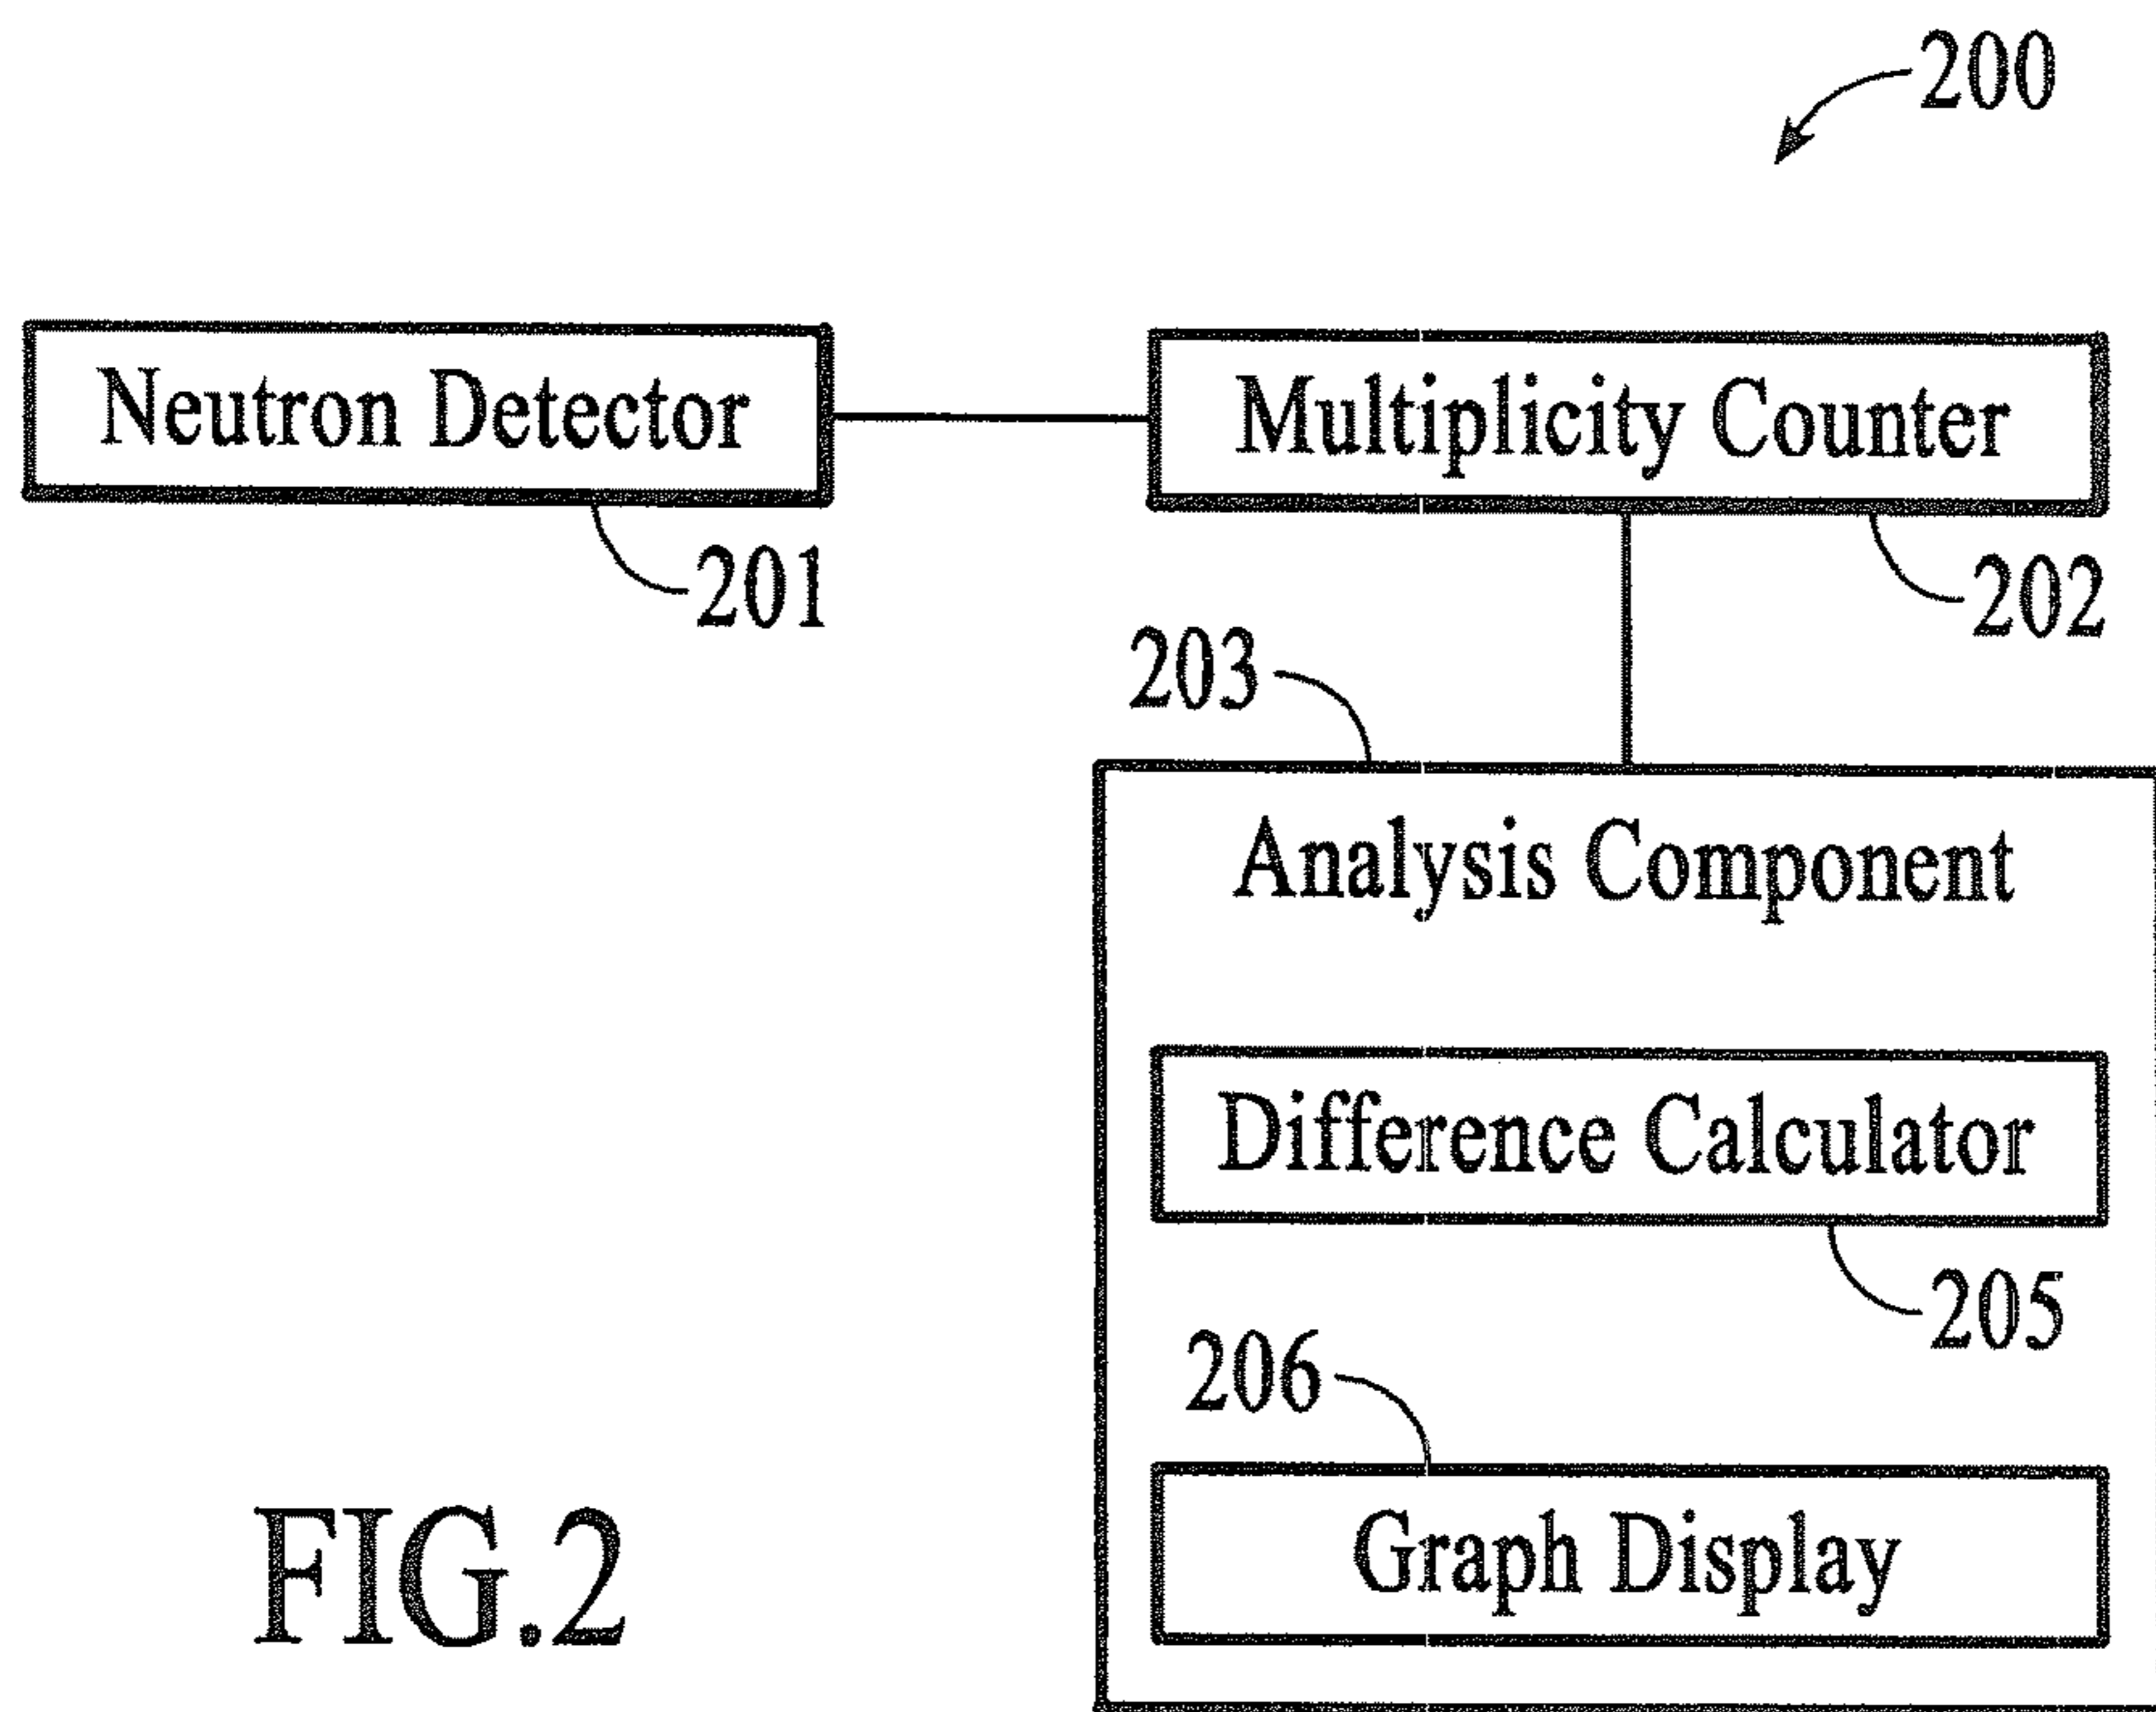 200
Neutron Detector
Multiplicity Counter
201
202
203
Analysis Component
Difference Calculator
205
206
Graph Display
FIG.2